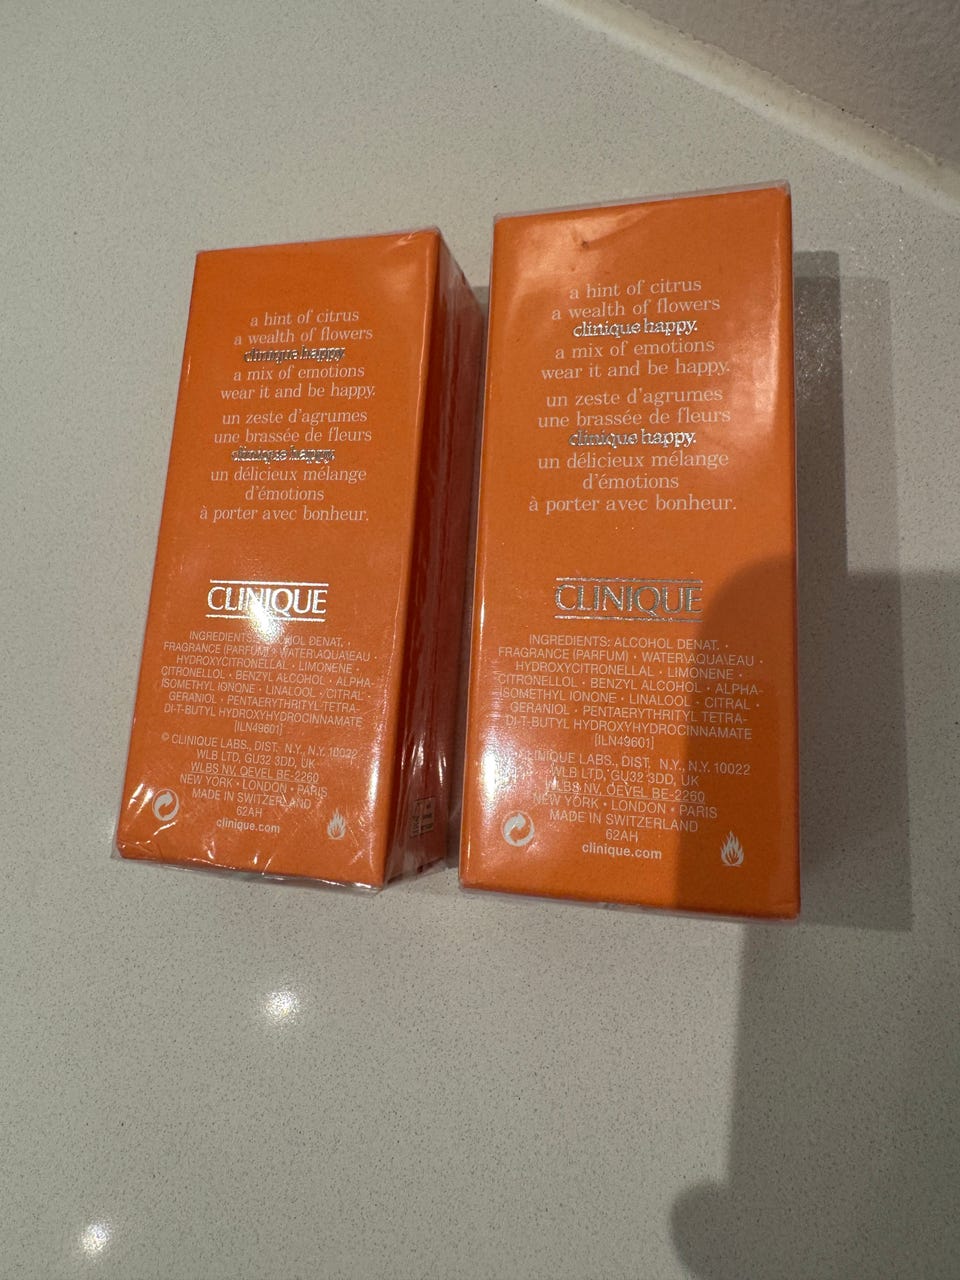 a hint of citrus
a wealth of flowers
clinique happy.
a mix of emotions
wear it and be happy.
un zeste d'agrumes
une brassée de fleurs
clinique happy.
un délicieux mélange
d'émotions
à porter avec bonheur.
CLINIQUE
INGREDIENTS: ALCOHOL DENAT. •
FRAGRANCE (PARFUM) • WATER\AQUA\EAU •
HYDROXYCITRONELLAL • LIMONENE •
CITRONELLOL • BENZYL ALCOHOL • ALPHA-
ISOMETHYL IONONE • LINALOOL • CITRAL •
GERANIOL • PENTAERYTHRITYL TETRA-
DI-T-BUTYL HYDROXYHYDROCINNAMATE
[ILN49601]
© CLINIQUE LABS., DIST. N.Y., N.Y. 10022
WLB LTD, GU32 3DD, UK
WLBS NV, OEVEL BE-2260
NEW YORK • LONDON • PARIS
MADE IN SWITZERLAND
62AH
clinique.com
a hint of citrus
a wealth of flowers
clinique happy.
a mix of emotions
wear it and be happy.
un zeste d'agrumes
une brassée de fleurs
clinique happy.
un délicieux mélange
d'émotions
à porter avec bonheur.
CLINIQUE
INGREDIENTS: ALCOHOL DENAT. •
FRAGRANCE (PARFUM) • WATER\AQUA\EAU •
HYDROXYCITRONELLAL • LIMONENE •
CITRONELLOL • BENZYL ALCOHOL • ALPHA-
ISOMETHYL IONONE • LINALOOL • CITRAL •
GERANIOL • PENTAERYTHRITYL TETRA-
DI-T-BUTYL HYDROXYHYDROCINNAMATE
[ILN49601]
CLINIQUE LABS., DIST. N.Y., N.Y. 10022
WLB LTD, GU32 3DD, UK
WLBS NV, OEVEL BE-2260
NEW YORK • LONDON • PARIS
MADE IN SWITZERLAND
62AH
clinique.com